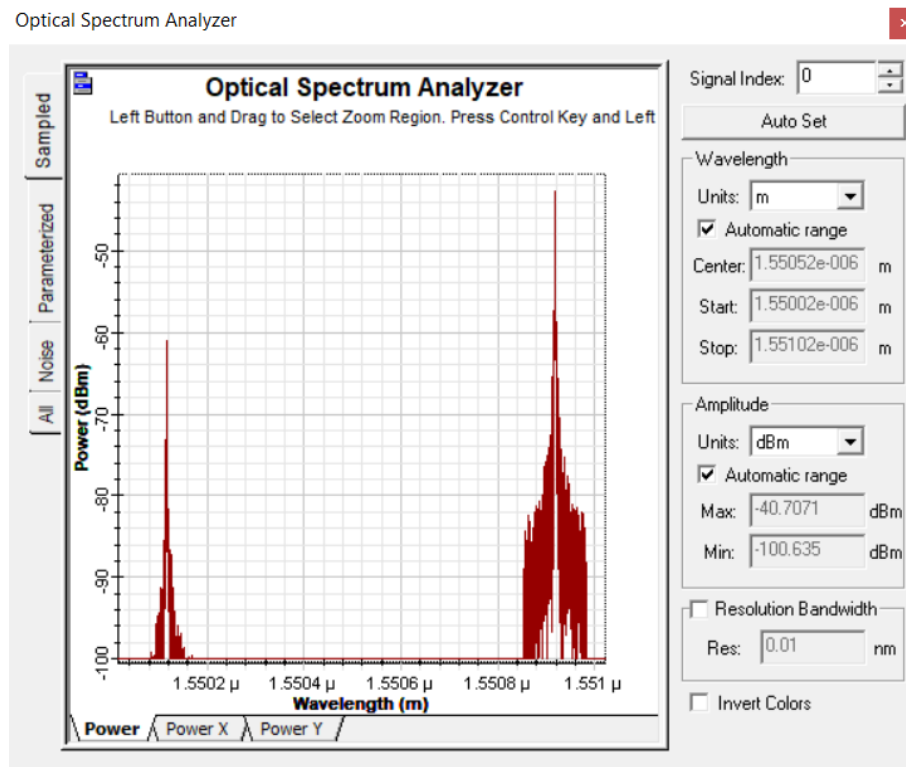 Optical Spectrum Analyzer
Sampled
Parameterized
Noise
All
Optical Spectrum Analyzer
Left Button and Drag to Select Zoom Region. Press Control Key and Left
Power (dBm)
-50
-60
-70
-80
-90
-100
1.5502 µ 1.5504 µ 1.5506 µ 1.5508 µ 1.551 µ
Wavelength (m)
Power Power X Power Y
Signal Index: 0
Auto Set
Wavelength
Units: m
Automatic range
Center: 1.55052e-006 m
Start: 1.55002e-006 m
Stop: 1.55102e-006 m
Amplitude
Units: dBm
Automatic range
Max: -40.7071 dBm
Min: -100.635 dBm
Resolution Bandwidth
Res: 0.01 nm
Invert Colors